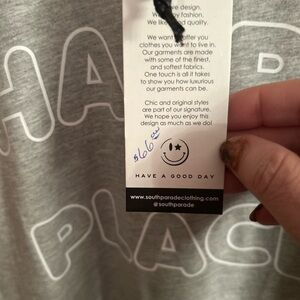 we design.
fashion.
We like quality.
We want
clothes you want to live in.
Our garments are made
with some of the finest,
and softest fabrics.
One touch is all it takes
to show you how luxurious
our garments can be.
Chic and original styles
are part of our signature.
We hope you enjoy this
design as much as we do!
$66
HAVE A GOOD DAY
www.southparadeclothing.com
@southparade
HA
PLAC